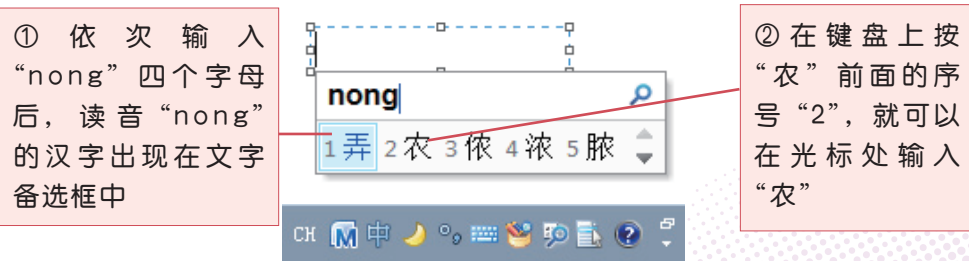 ① 依次输入
“nong”四个字母
后，读音“nong”
的汉字出现在文字
备选框中
nong
1 弄 2 农 3 侬 4 浓 5 脓
CH M 中
② 在键盘上按
“农”前面的序
号“2”，就可以
在光标处输入
“农”